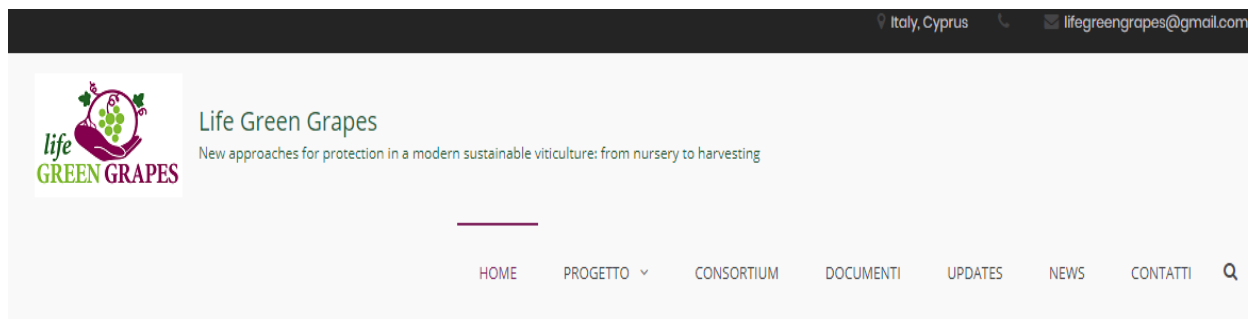 Italy, Cyprus lifegreengrapes@gmail.com
life
GREEN GRAPES
Life Green Grapes
New approaches for protection in a modern sustainable viticulture: from nursery to harvesting
HOME PROGETTO CONSORTIUM DOCUMENTI UPDATES NEWS CONTATTI